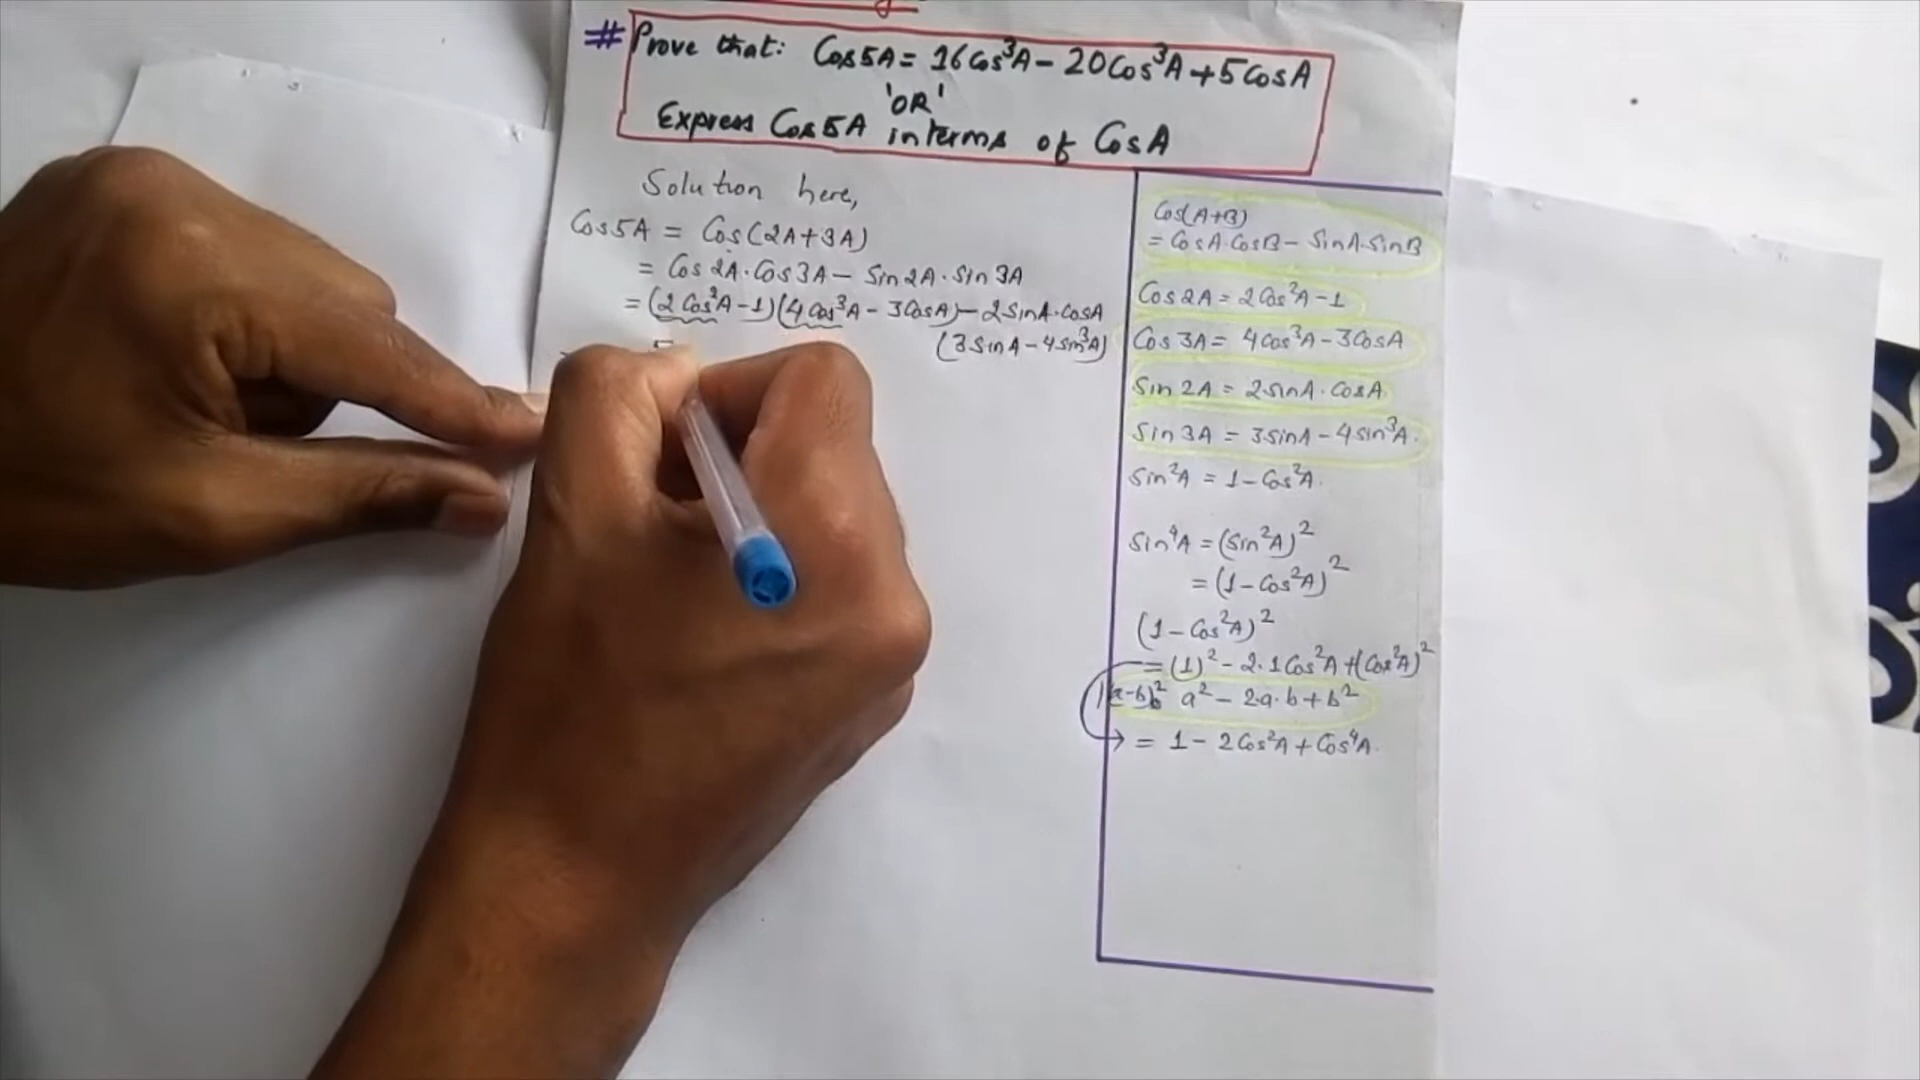 # Prove that: Cos5A = 16Cos³A - 20Cos³A + 5CosA
'OR'
Express Cos5A in terms of CosA
Solution here,
Cos5A = Cos(2A+3A)
= Cos2A·Cos3A - Sin2A·Sin3A
= (2Cos²A-1)(4Cos³A - 3CosA) - 2SinA·CosA
(3SinA - 4Sin³A)
Cos(A+B)
= CosA·CosB - SinA·SinB
Cos2A = 2Cos²A - 1
Cos3A = 4Cos³A - 3CosA
Sin2A = 2SinA·CosA
Sin3A = 3SinA - 4Sin³A.
Sin²A = 1 - Cos²A.
Sin⁴A = (Sin²A)²
= (1 - Cos²A)²
(1 - Cos²A)²
= (1)² - 2·1Cos²A + (Cos²A)²
(a-b)² a² - 2·a·b + b²
= 1 - 2Cos²A + Cos⁴A.